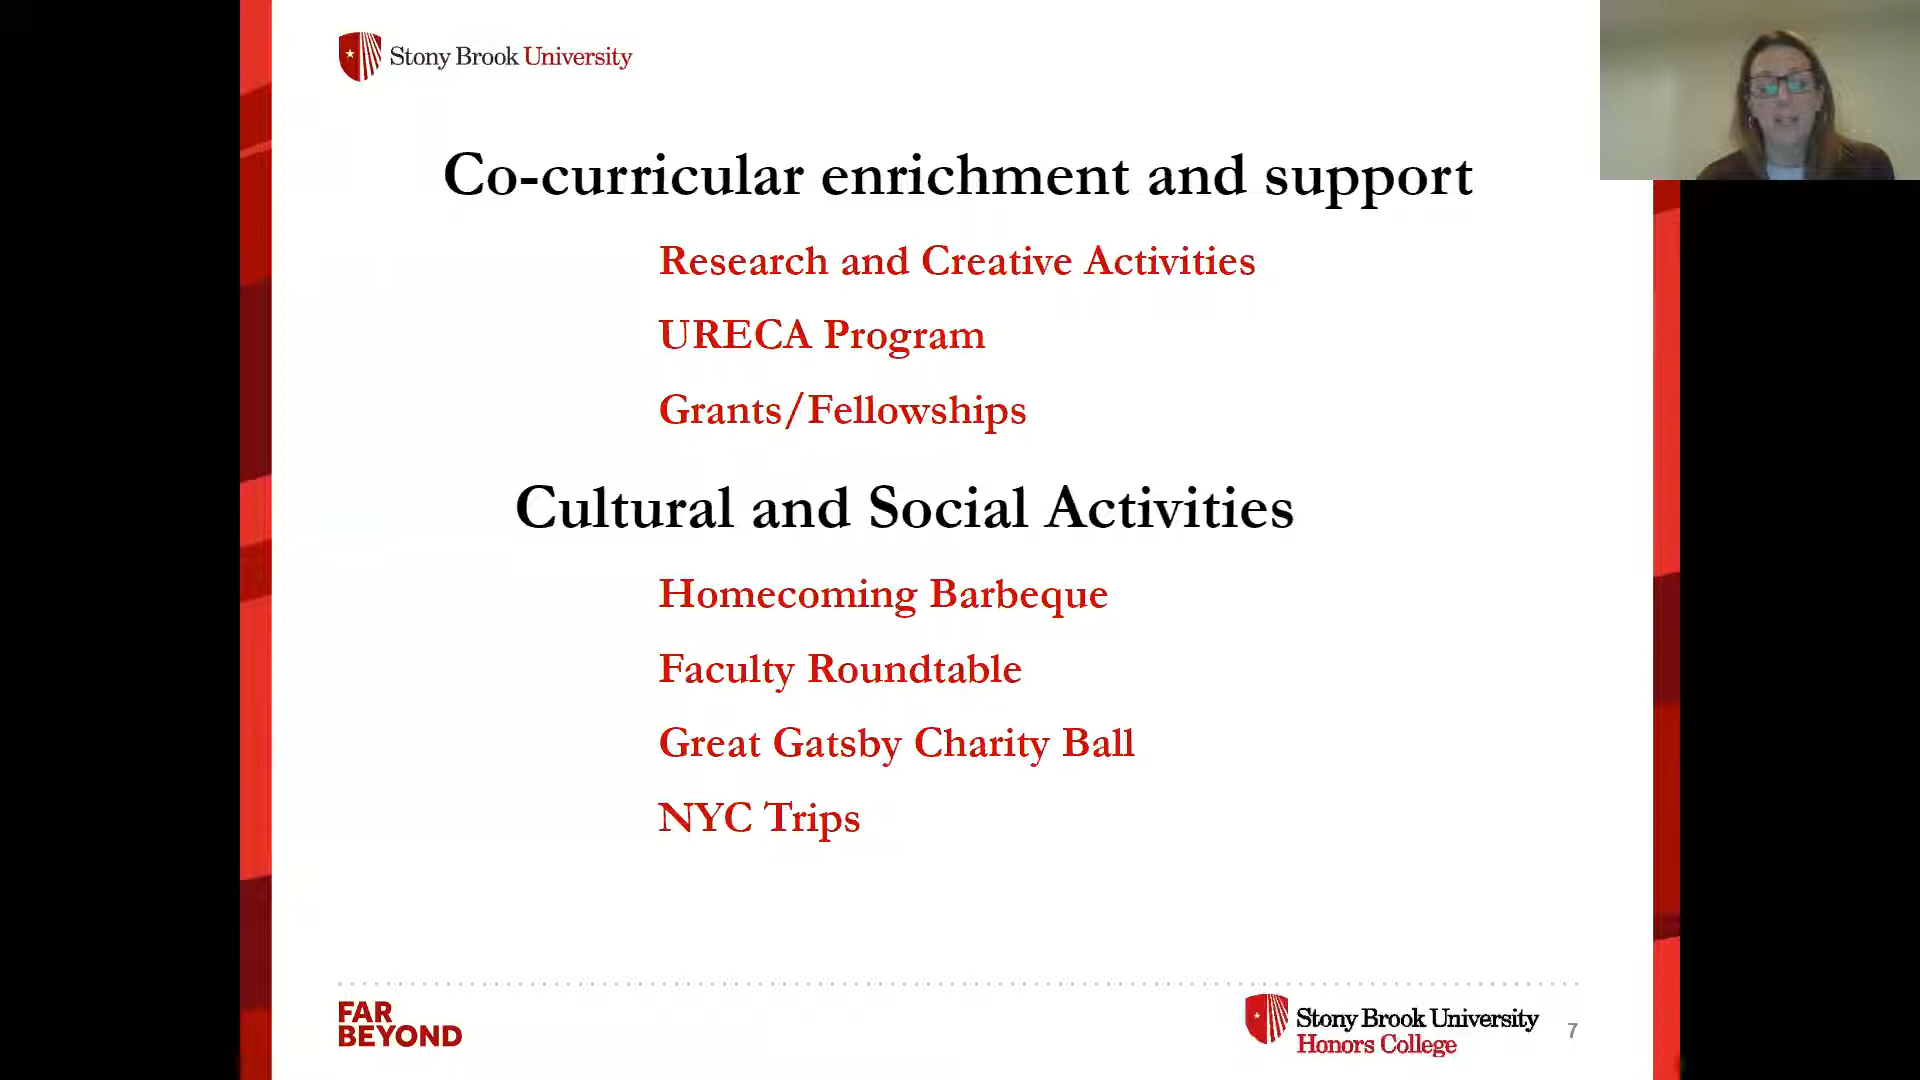 Stony Brook University
Co-curricular enrichment and support
Research and Creative Activities
URECA Program
Grants/Fellowships
Cultural and Social Activities
Homecoming Barbeque
Faculty Roundtable
Great Gatsby Charity Ball
NYC Trips
FAR
BEYOND
Stony Brook University
Honors College
7